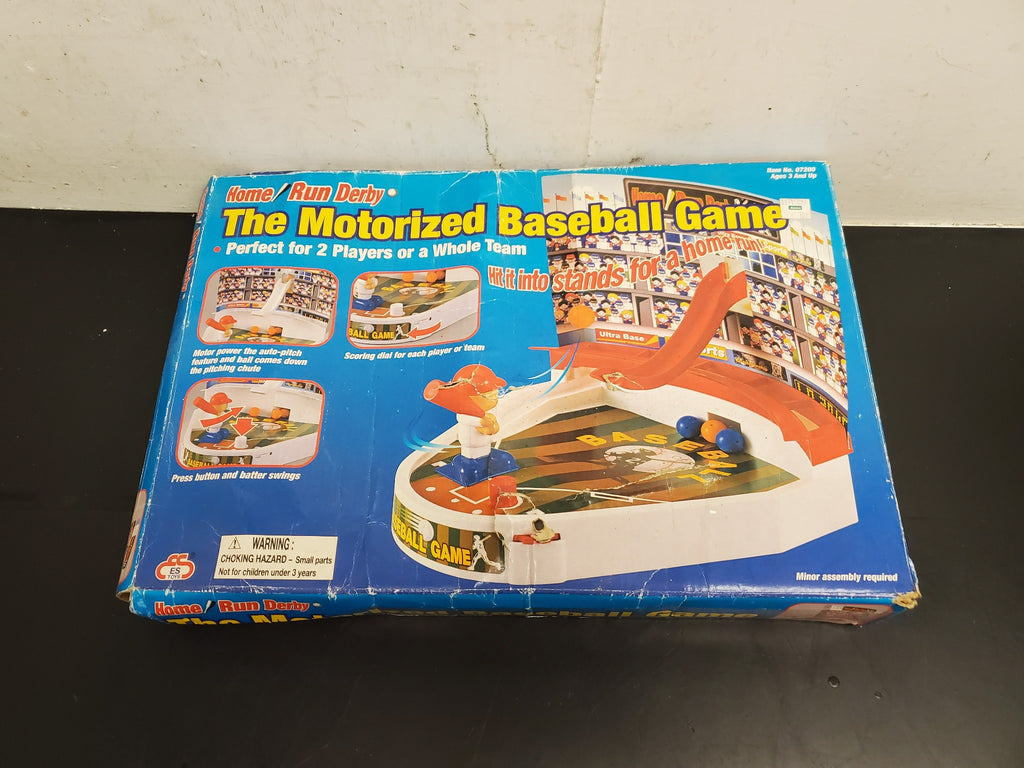 Home Run Derby
The Motorized Baseball Game
• Perfect for 2 Players or a Whole Team
Item No. 07200
Ages 3 And Up
Hit it into stands for a home run!
Motor power the auto-pitch
feature and ball comes down
the pitching chute
BALL GAME
Scoring dial for each player or team
Press button and batter swings
Ultra Base
BASEBALL
BASEBALL GAME
WARNING:
CHOKING HAZARD – Small parts
Not for children under 3 years
ES
TOYS
Minor assembly required
Home Run Derby